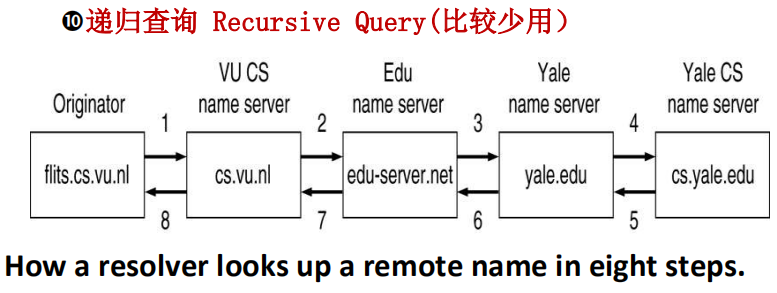 ❿递归查询 Recursive Query(比较少用）
Originator
VU CS
name server
Edu
name server
Yale
name server
Yale CS
name server
1
2
3
4
flits.cs.vu.nl
cs.vu.nl
edu-server.net
yale.edu
cs.yale.edu
8
7
6
5
How a resolver looks up a remote name in eight steps.